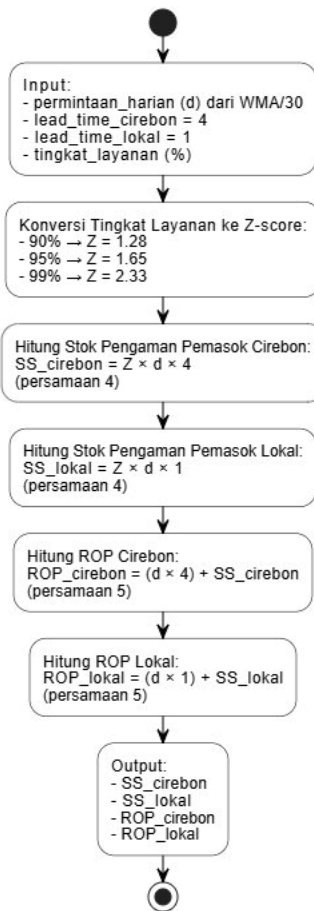 Input:
- permintaan_harian (d) dari WMA/30
- lead_time_cirebon = 4
- lead_time_lokal = 1
- tingkat_layanan (%)
Konversi Tingkat Layanan ke Z-score:
- 90% → Z = 1.28
- 95% → Z = 1.65
- 99% → Z = 2.33
Hitung Stok Pengaman Pemasok Cirebon:
SS_cirebon = Z × d × 4
(persamaan 4)
Hitung Stok Pengaman Pemasok Lokal:
SS_lokal = Z × d × 1
(persamaan 4)
Hitung ROP Cirebon:
ROP_cirebon = (d × 4) + SS_cirebon
(persamaan 5)
Hitung ROP Lokal:
ROP_lokal = (d × 1) + SS_lokal
(persamaan 5)
Output:
- SS_cirebon
- SS_lokal
- ROP_cirebon
- ROP_lokal